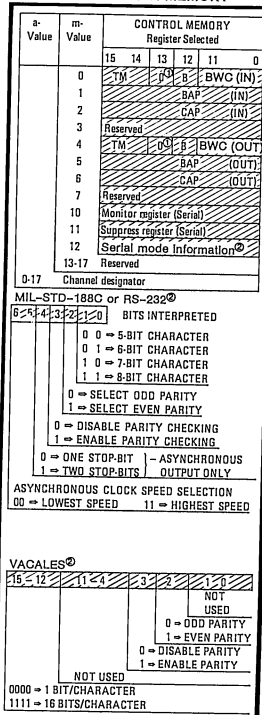 a-Value m-Value CONTROL MEMORY Register Selected
15 14 13 12 11 0
0 TM 0① B BWC (IN)
1 BAP (IN)
2 CAP (IN)
3 Reserved
4 TM 0① B BWC (OUT)
5 BAP (OUT)
6 CAP (OUT)
7 Reserved
10 Monitor register (Serial)
11 Suppress register (Serial)
12 Serial mode Information②
13-17 Reserved
0-17 Channel designator
MIL-STD-188C or RS-232②
6 5 4 3 2 1 0 BITS INTERPRETED
0 0 ⇒ 5-BIT CHARACTER
0 1 ⇒ 6-BIT CHARACTER
1 0 ⇒ 7-BIT CHARACTER
1 1 ⇒ 8-BIT CHARACTER
0 ⇒ SELECT ODD PARITY
1 ⇒ SELECT EVEN PARITY
0 ⇒ DISABLE PARITY CHECKING
1 ⇒ ENABLE PARITY CHECKING
0 ⇒ ONE STOP-BIT } – ASYNCHRONOUS
1 ⇒ TWO STOP-BITS } OUTPUT ONLY
ASYNCHRONOUS CLOCK SPEED SELECTION
00 ⇒ LOWEST SPEED 11 ⇒ HIGHEST SPEED
VACALES②
15 – 12 11 – 4 3 2 1 0
NOT
USED
0 ⇒ ODD PARITY
1 ⇒ EVEN PARITY
0 ⇒ DISABLE PARITY
1 ⇒ ENABLE PARITY
NOT USED
0000 ⇒ 1 BIT/CHARACTER
1111 ⇒ 16 BITS/CHARACTER